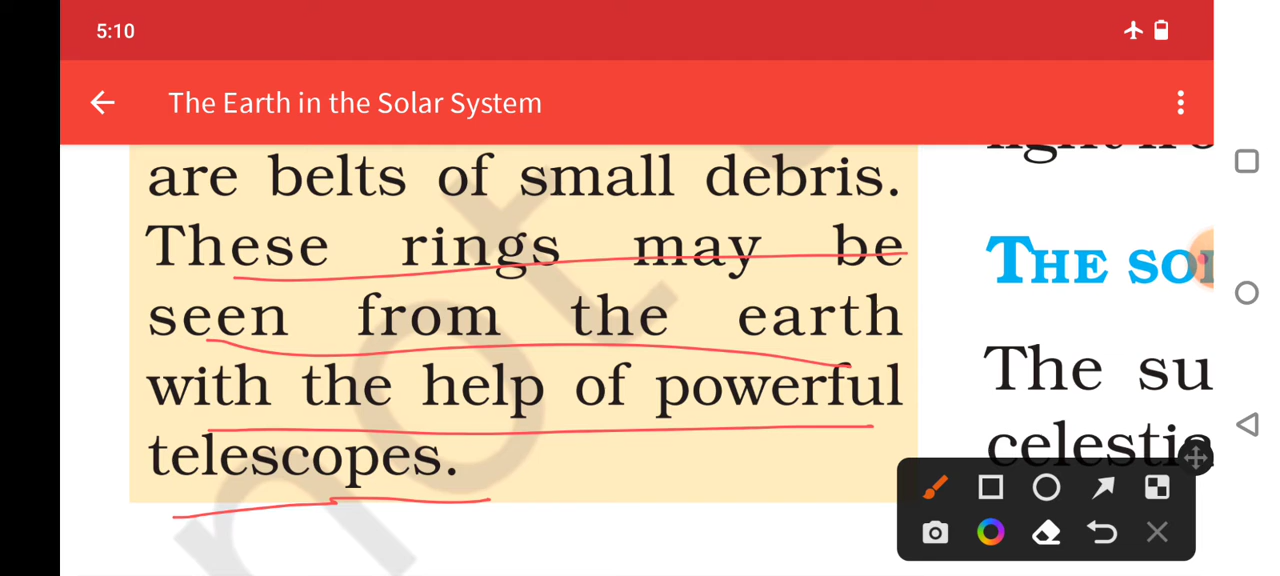 5:10
The Earth in the Solar System
are belts of small debris.
These rings may be
seen from the earth
with the help of powerful
telescopes.
THE SO
The su
celestia
not